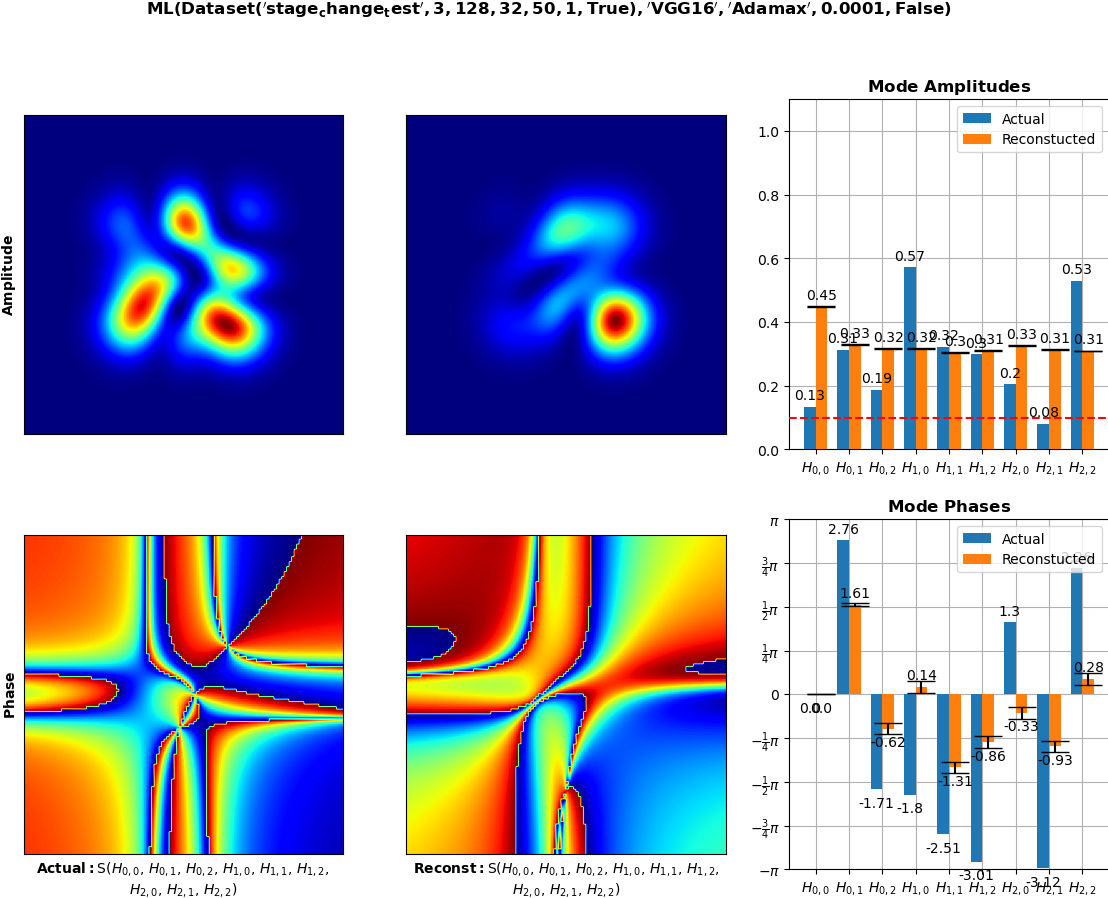 ML(Dataset('stage_change_test', 3, 128, 32, 50, 1, True), 'VGG16', 'Adamax', 0.0001, False)
Mode Amplitudes
Amplitude
Actual
Reconstucted
1.0
0.8
0.6
0.4
0.2
0.0
0.13 0.31 0.19 0.57 0.32 0.3 0.2 0.08 0.53
0.45 0.33 0.32 0.32 0.3 0.31 0.33 0.31 0.31
H0,0 H0,1 H0,2 H1,0 H1,1 H1,2 H2,0 H2,1 H2,2
Mode Phases
Phase
Actual
Reconstucted
π
3/4π
1/2π
1/4π
0
−1/4π
−1/2π
−3/4π
−π
0.0 2.76 -1.71 -1.8 -2.51 -3.01 1.3 -3.12
0.0 1.61 -0.62 0.14 -1.31 -0.86 -0.33 -0.93 0.28
H0,0 H0,1 H0,2 H1,0 H1,1 H1,2 H2,0 H2,1 H2,2
Actual: S(H0,0, H0,1, H0,2, H1,0, H1,1, H1,2,
H2,0, H2,1, H2,2)
Reconst: S(H0,0, H0,1, H0,2, H1,0, H1,1, H1,2,
H2,0, H2,1, H2,2)